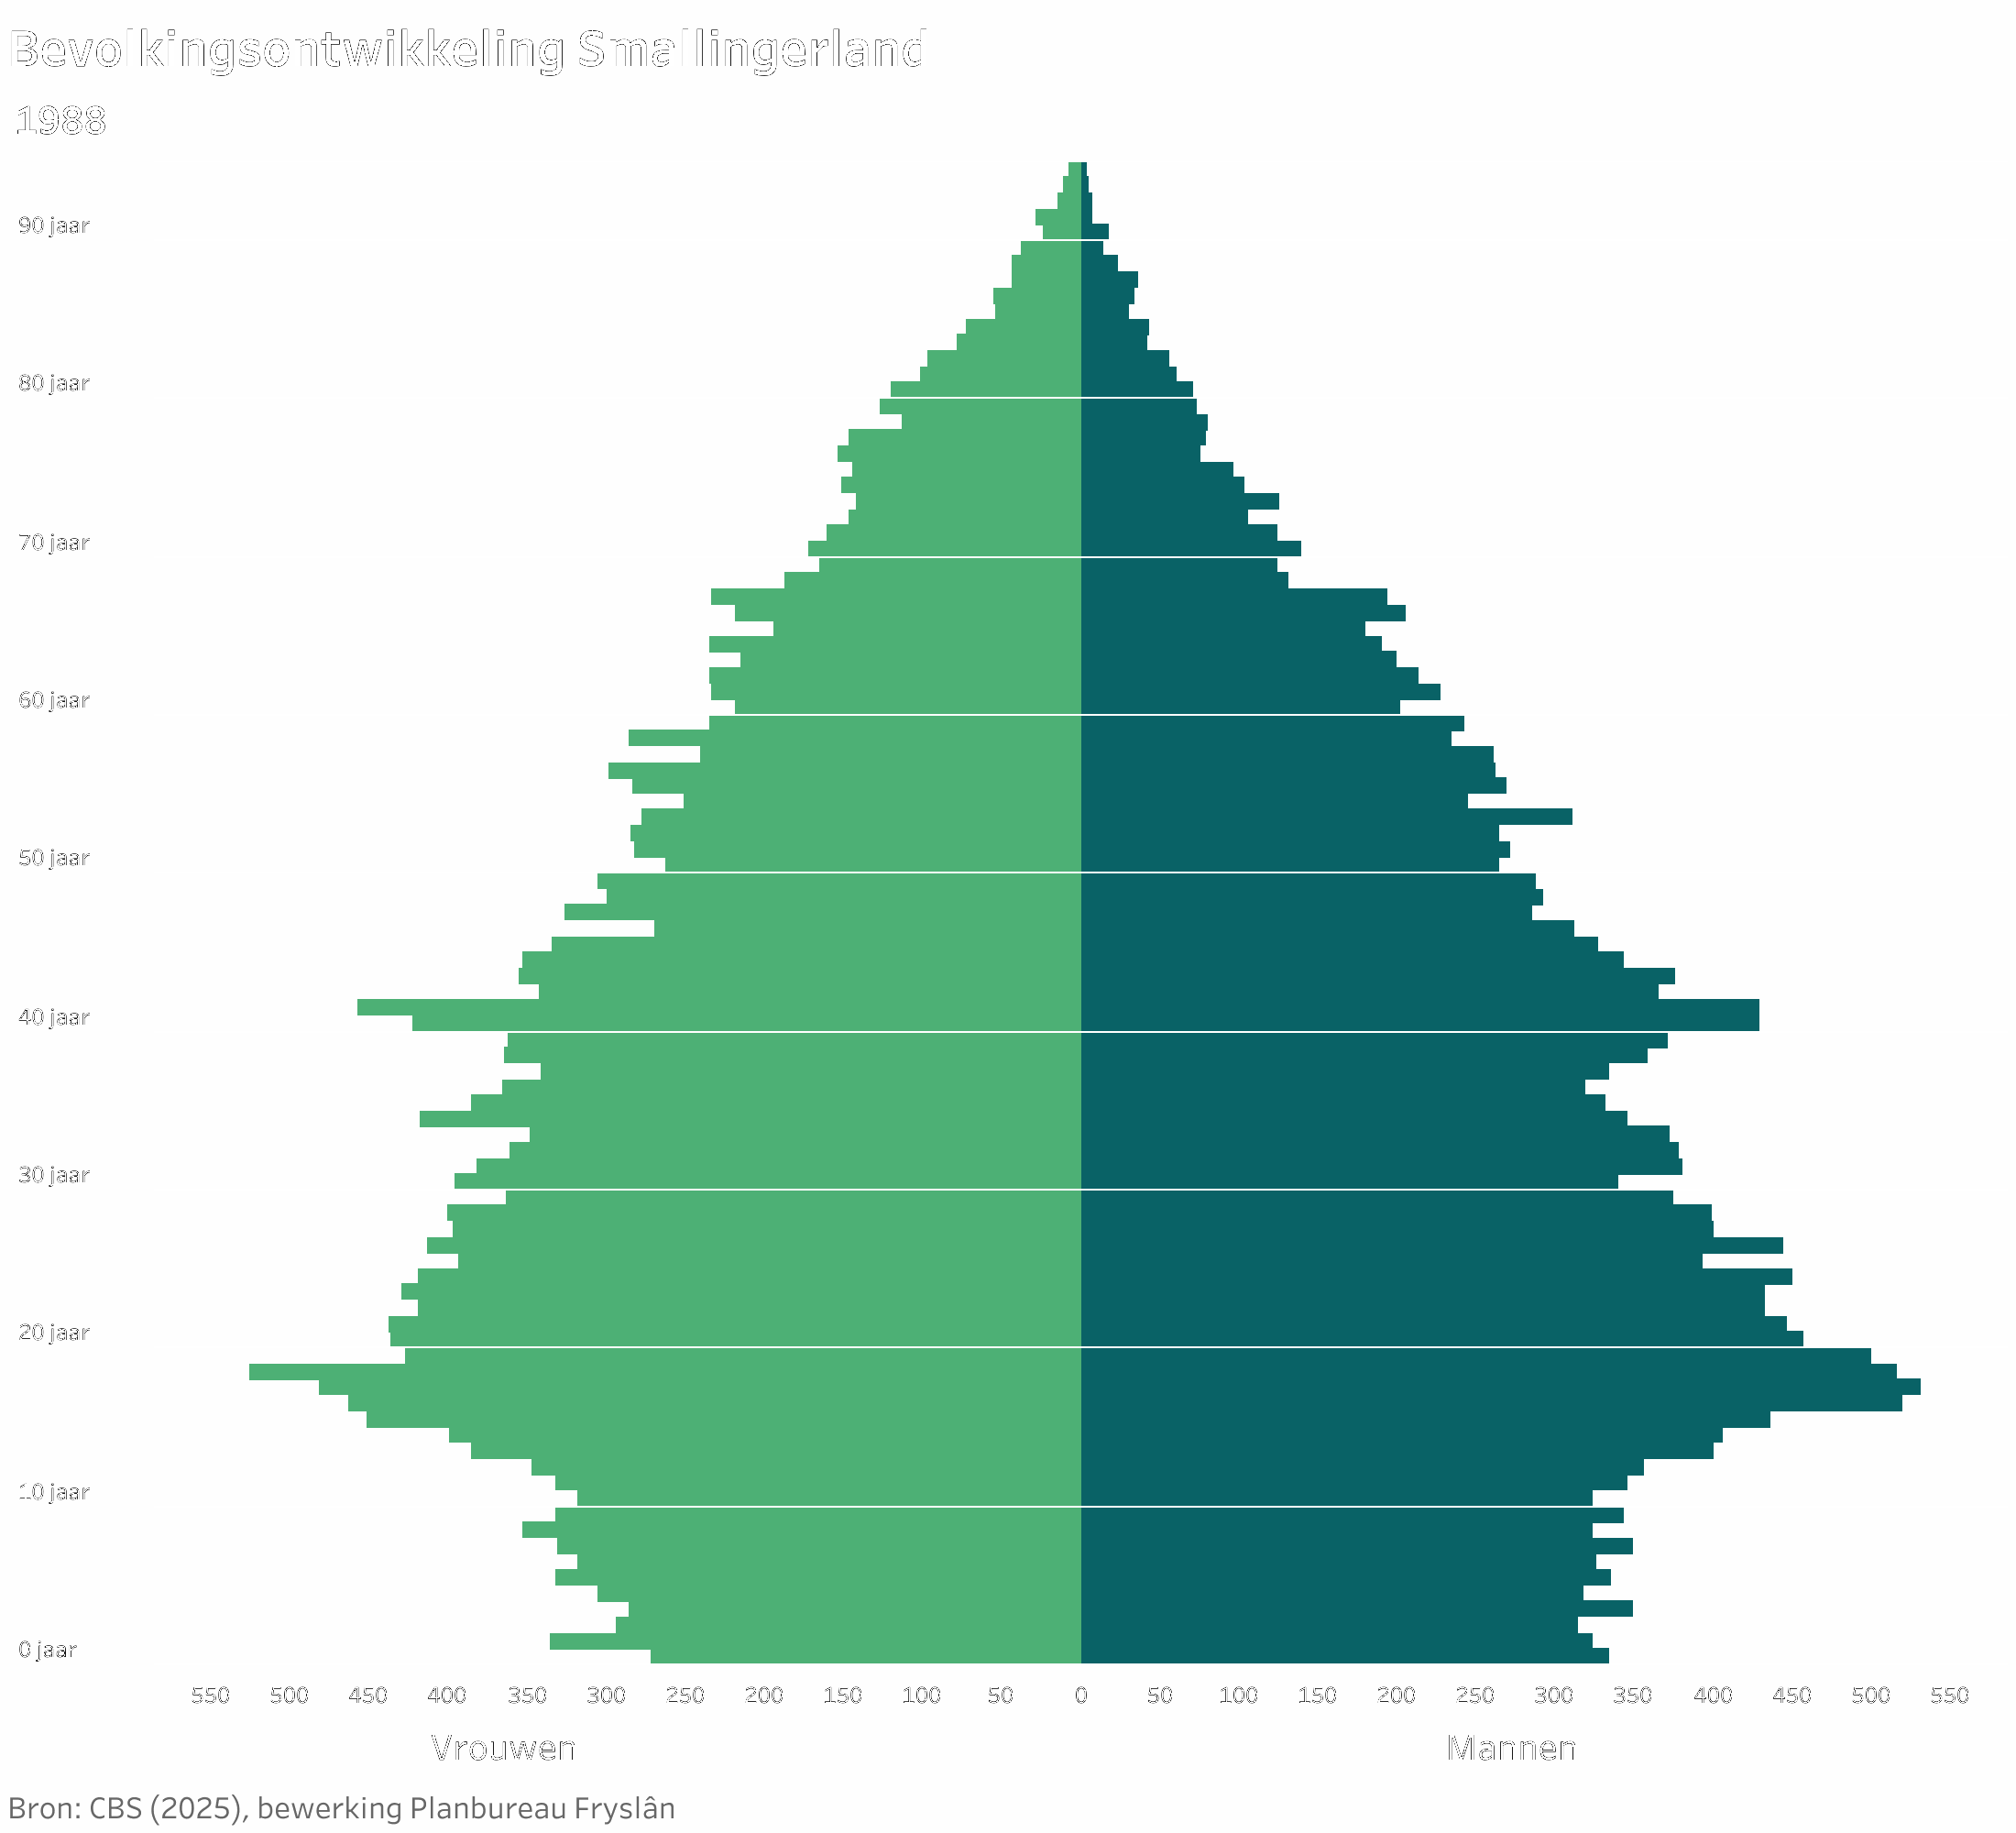 Bevolkingsontwikkeling Smallingerland
1988
90 jaar
80 jaar
70 jaar
60 jaar
50 jaar
40 jaar
30 jaar
20 jaar
10 jaar
0 jaar
550 500 450 400 350 300 250 200 150 100 50 0 50 100 150 200 250 300 350 400 450 500 550
Vrouwen Mannen
Bron: CBS (2025), bewerking Planbureau Fryslân